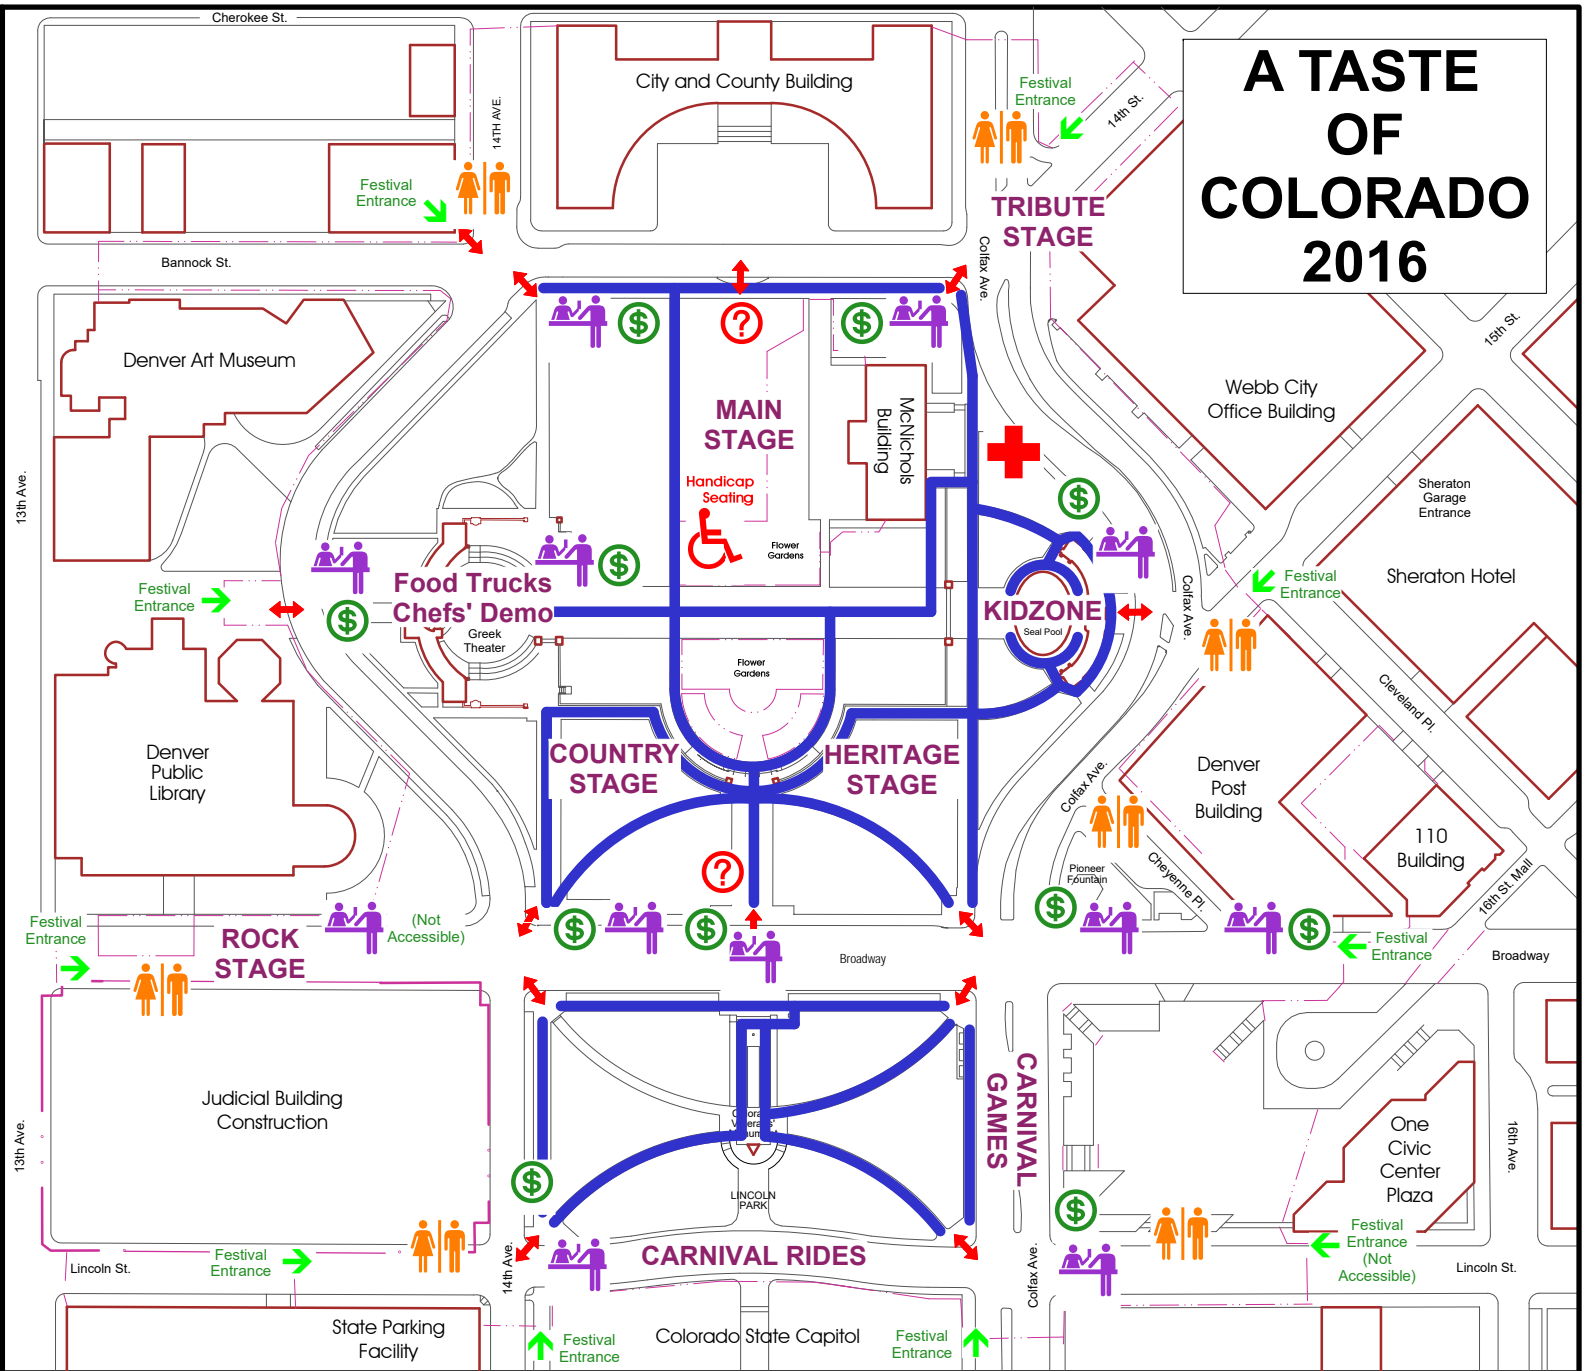 Cherokee St.
A TASTE
OF
COLORADO
2016
City and County Building
Festival
Entrance
14th St.
14TH AVE.
Festival
Entrance
TRIBUTE
STAGE
Bannock St.
Colfax Ave.
15th St.
Denver Art Museum
$
?
$
MAIN
STAGE
McNichols
Building
Webb City
Office Building
13th Ave.
Handicap
Seating
$
Sheraton
Garage
Entrance
Flower
Gardens
Festival
Entrance
$
Food Trucks
Chefs' Demo
$
Greek
Theater
KIDZONE
Seal Pool
Colfax Ave.
Festival
Entrance
Sheraton Hotel
Flower
Gardens
Cleveland Pl.
Denver
Public
Library
COUNTRY
STAGE
HERITAGE
STAGE
Colfax Ave.
Denver
Post
Building
110
Building
?
Pioneer
Fountain
Cheyenne Pl.
16th St. Mall
Festival
Entrance
(Not
Accessible)
ROCK
STAGE
$
$
$
$
Festival
Entrance
Broadway
Broadway
Judicial Building
Construction
13th Ave.
CARNIVAL
GAMES
One
Civic
Center
Plaza
16th Ave.
$
LINCOLN
PARK
$
Festival
Entrance
Lincoln St.
14th Ave.
CARNIVAL RIDES
Colfax Ave.
Festival
Entrance
(Not
Accessible)
Lincoln St.
State Parking
Facility
Festival
Entrance
Colorado State Capitol
Festival
Entrance